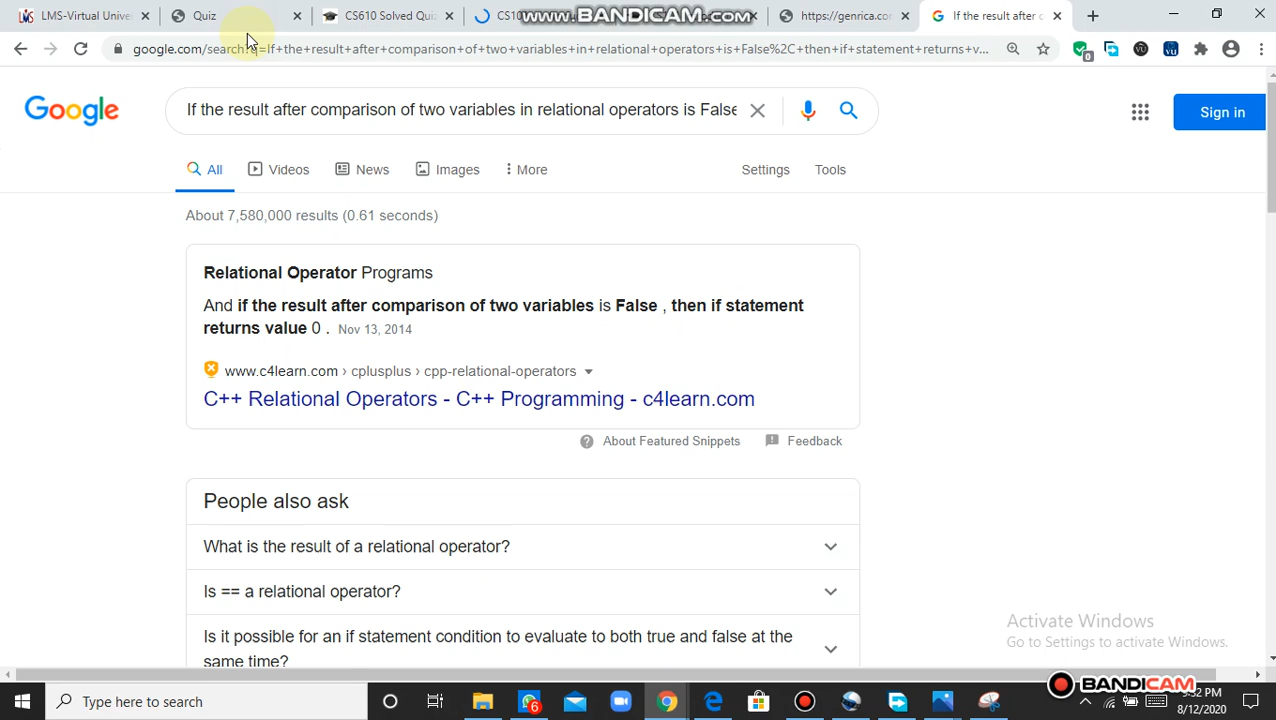 LMS-Virtual Unive
Quiz
CS610 Solved Qui
CS10
WWW.BANDICAM.COM
https://genrica.co
If the result after c
google.com/search?q=If+the+result+after+comparison+of+two+variables+in+relational+operators+is+False%2C+then+if+statement+returns+v...
0
Google
If the result after comparison of two variables in relational operators is False
Sign in
All
Videos
News
Images
More
Settings
Tools
About 7,580,000 results (0.61 seconds)
Relational Operator Programs
And if the result after comparison of two variables is False , then if statement
returns value 0 . Nov 13, 2014
www.c4learn.com › cplusplus › cpp-relational-operators
C++ Relational Operators - C++ Programming - c4learn.com
About Featured Snippets
Feedback
People also ask
What is the result of a relational operator?
Is == a relational operator?
Is it possible for an if statement condition to evaluate to both true and false at the
same time?
Activate Windows
Go to Settings to activate Windows.
Type here to search
6
BANDICAM
:32 PM
8/12/2020